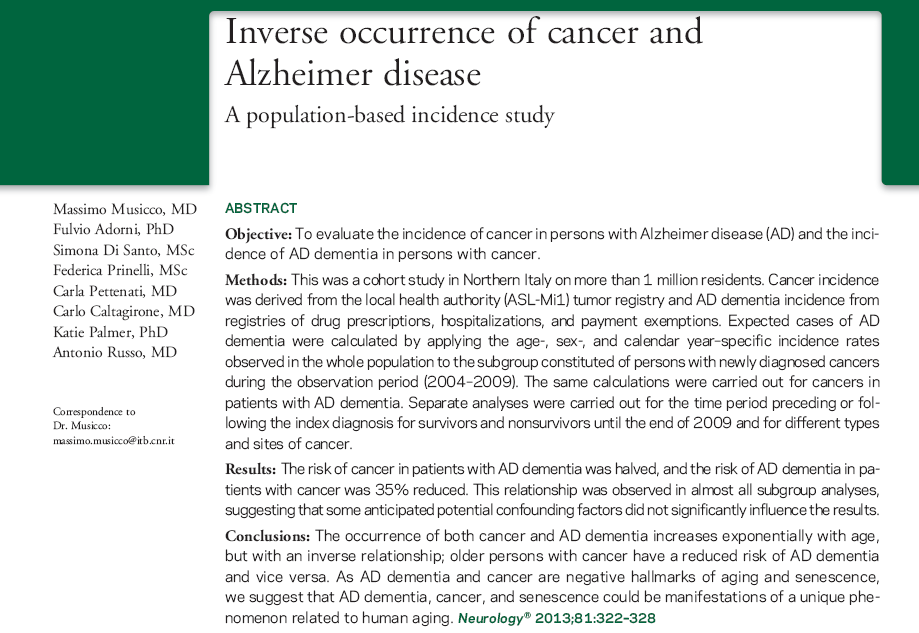 Inverse occurrence of cancer and
Alzheimer disease
A population-based incidence study
Massimo Musicco, MD
Fulvio Adorni, PhD
Simona Di Santo, MSc
Federica Prinelli, MSc
Carla Pettenati, MD
Carlo Caltagirone, MD
Katie Palmer, PhD
Antonio Russo, MD
Correspondence to
Dr. Musicco:
massimo.musicco@itb.cnr.it
ABSTRACT
Objective: To evaluate the incidence of cancer in persons with Alzheimer disease (AD) and the inci-
dence of AD dementia in persons with cancer.
Methods: This was a cohort study in Northern Italy on more than 1 million residents. Cancer incidence
was derived from the local health authority (ASL-Mi1) tumor registry and AD dementia incidence from
registries of drug prescriptions, hospitalizations, and payment exemptions. Expected cases of AD
dementia were calculated by applying the age-, sex-, and calendar year–specific incidence rates
observed in the whole population to the subgroup constituted of persons with newly diagnosed cancers
during the observation period (2004–2009). The same calculations were carried out for cancers in
patients with AD dementia. Separate analyses were carried out for the time period preceding or fol-
lowing the index diagnosis for survivors and nonsurvivors until the end of 2009 and for different types
and sites of cancer.
Results: The risk of cancer in patients with AD dementia was halved, and the risk of AD dementia in pa-
tients with cancer was 35% reduced. This relationship was observed in almost all subgroup analyses,
suggesting that some anticipated potential confounding factors did not significantly influence the results.
Conclusions: The occurrence of both cancer and AD dementia increases exponentially with age,
but with an inverse relationship; older persons with cancer have a reduced risk of AD dementia
and vice versa. As AD dementia and cancer are negative hallmarks of aging and senescence,
we suggest that AD dementia, cancer, and senescence could be manifestations of a unique phe-
nomenon related to human aging. Neurology® 2013;81:322–328